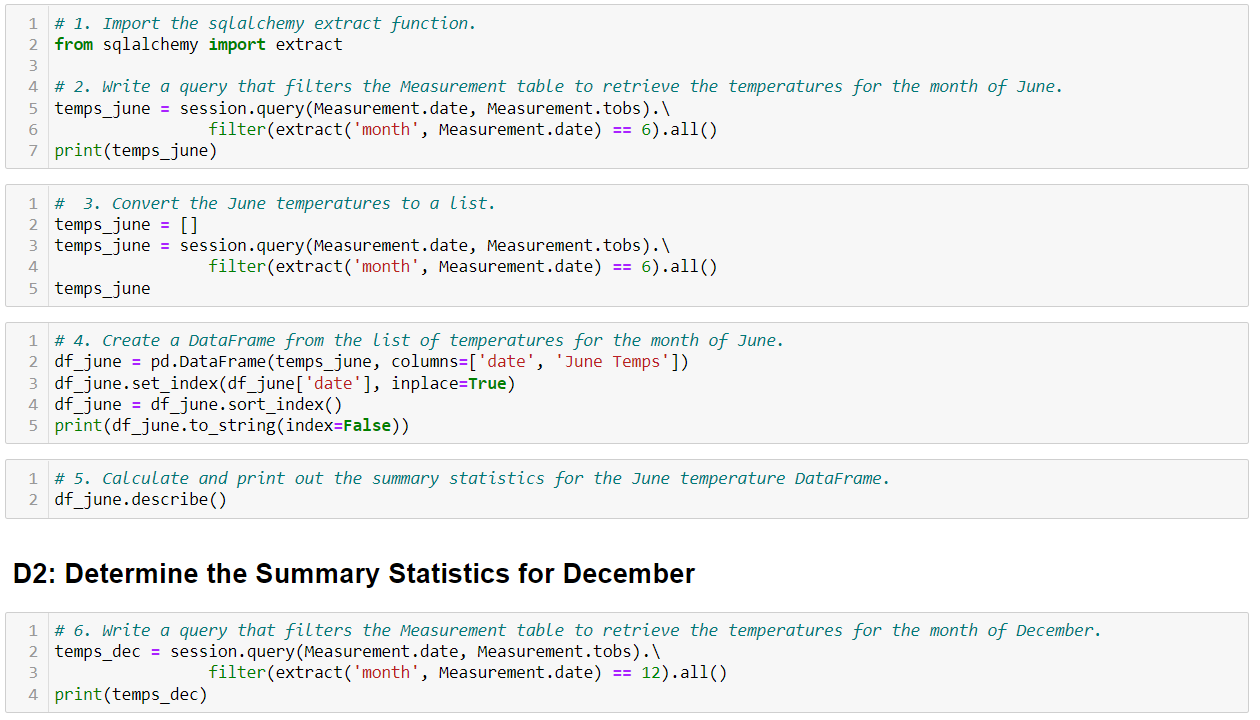 1 # 1. Import the sqlalchemy extract function.
2 from sqlalchemy import extract
3
4 # 2. Write a query that filters the Measurement table to retrieve the temperatures for the month of June.
5 temps_june = session.query(Measurement.date, Measurement.tobs).\
6                 filter(extract('month', Measurement.date) == 6).all()
7 print(temps_june)
1 #  3. Convert the June temperatures to a list.
2 temps_june = []
3 temps_june = session.query(Measurement.date, Measurement.tobs).\
4                 filter(extract('month', Measurement.date) == 6).all()
5 temps_june
1 # 4. Create a DataFrame from the list of temperatures for the month of June.
2 df_june = pd.DataFrame(temps_june, columns=['date', 'June Temps'])
3 df_june.set_index(df_june['date'], inplace=True)
4 df_june = df_june.sort_index()
5 print(df_june.to_string(index=False))
1 # 5. Calculate and print out the summary statistics for the June temperature DataFrame.
2 df_june.describe()
D2: Determine the Summary Statistics for December
1 # 6. Write a query that filters the Measurement table to retrieve the temperatures for the month of December.
2 temps_dec = session.query(Measurement.date, Measurement.tobs).\
3                 filter(extract('month', Measurement.date) == 12).all()
4 print(temps_dec)